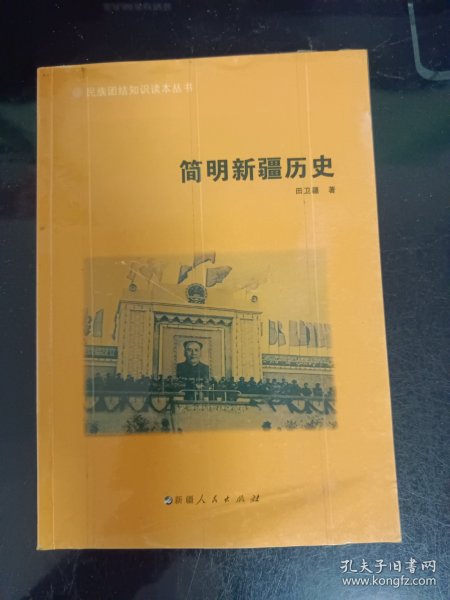 民族团结知识读本丛书
简明新疆历史
田卫疆 著
新疆人民出版社
孔夫子旧书网
www.kongfz.com